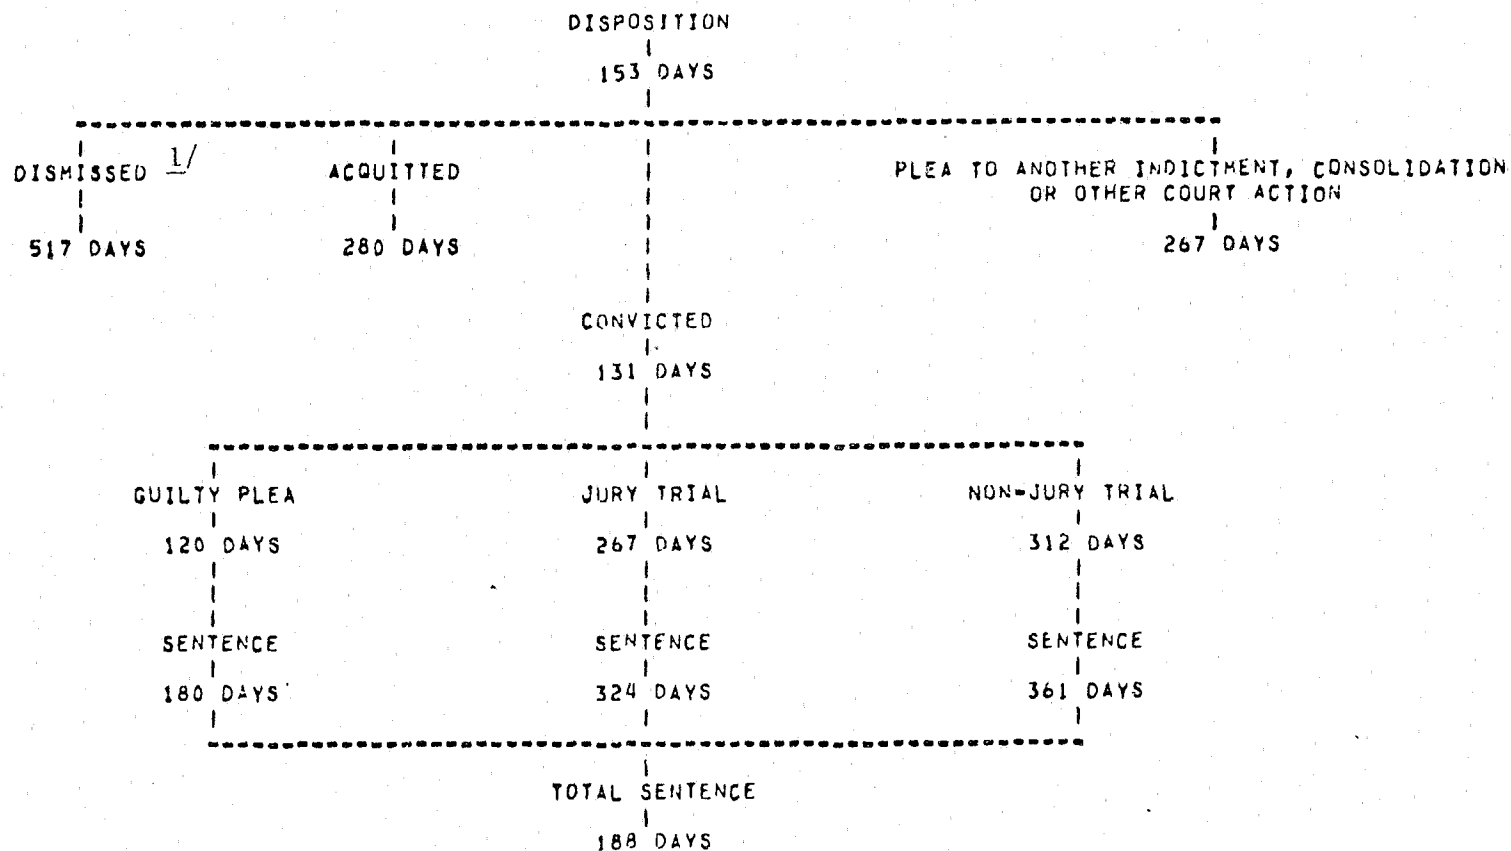 DISPOSITION
153 DAYS
DISMISSED 1/
ACQUITTED
PLEA TO ANOTHER INDICTMENT, CONSOLIDATION
OR OTHER COURT ACTION
517 DAYS
280 DAYS
267 DAYS
CONVICTED
131 DAYS
GUILTY PLEA
JURY TRIAL
NON-JURY TRIAL
120 DAYS
267 DAYS
312 DAYS
SENTENCE
SENTENCE
SENTENCE
180 DAYS
324 DAYS
361 DAYS
TOTAL SENTENCE
188 DAYS